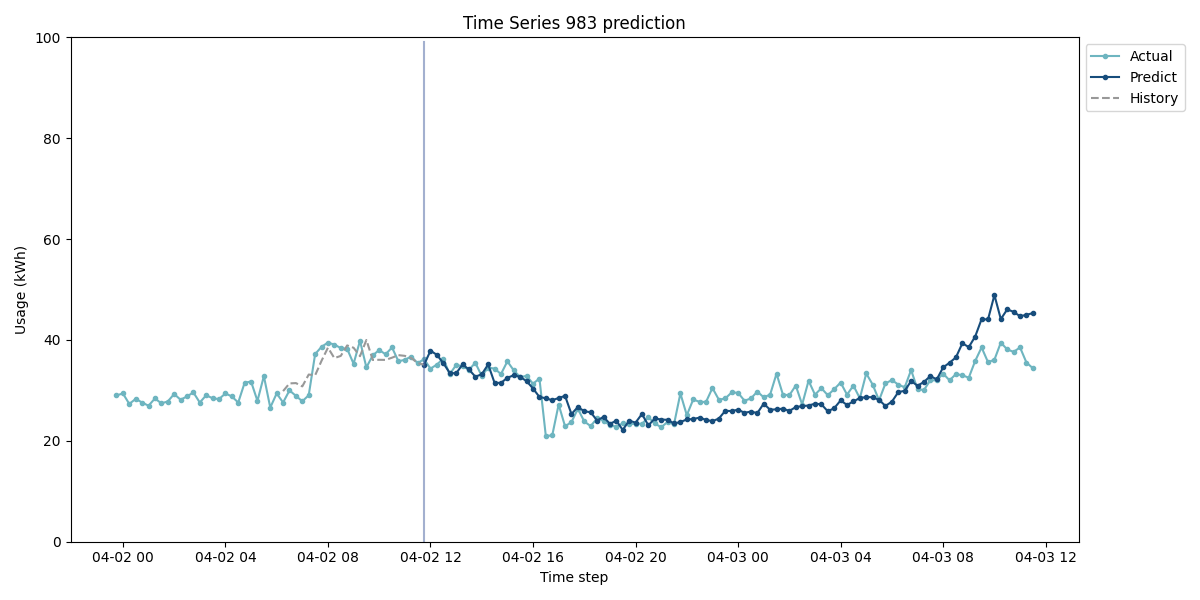 Time Series 983 prediction
100
80
60
40
20
0
Usage (kWh)
04-02 00
04-02 04
04-02 08
04-02 12
04-02 16
04-02 20
04-03 00
04-03 04
04-03 08
04-03 12
Time step
Actual
Predict
History